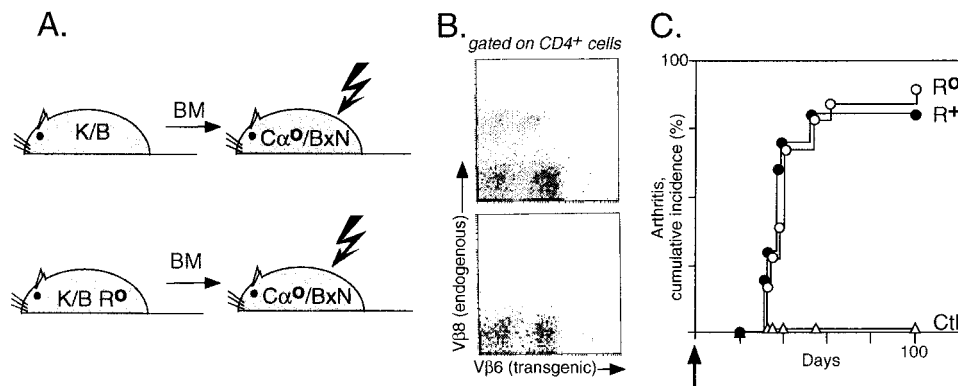 A.
BM
K/B
Cαº/BxN
BM
K/B Rº
Cαº/BxN
B.
gated on CD4⁺ cells
Vβ8 (endogenous)
Vβ6 (transgenic)
C.
100
Arthritis,
cumulative incidence (%)
Rº
R⁺
Ctl
Days
100